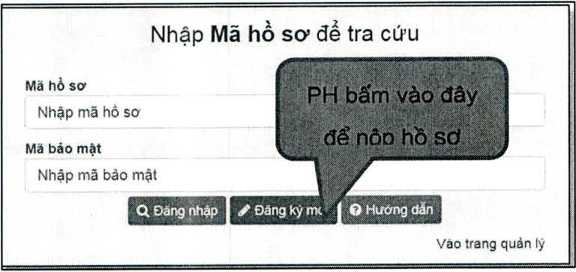 Nhập Mã hồ sơ để tra cứu
Mã hồ sơ
Nhập mã hồ sơ
PH bấm vào đây
để nộp hồ sơ
Mã bảo mật
Nhập mã bảo mật
Đăng nhập
Đăng ký
Hướng dẫn
Vào trang quản lý